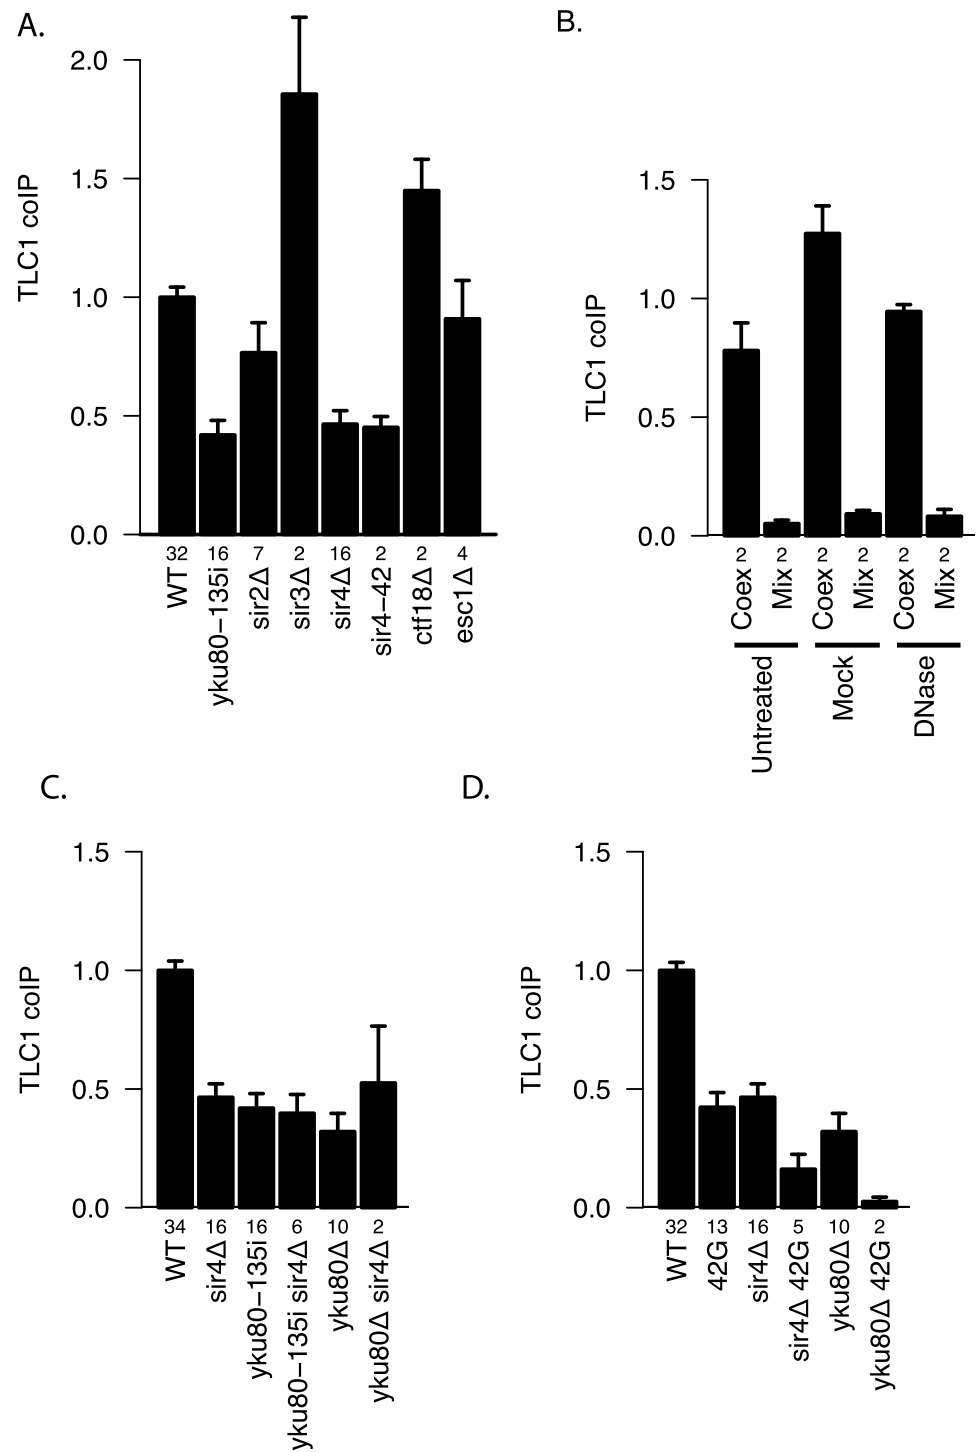 A.
TLC1 coIP
2.0
1.5
1.0
0.5
0.0
32 16 7 2 16 2 2 4
WT
yku80−135i
sir2Δ
sir3Δ
sir4Δ
sir4−42
ctf18Δ
esc1Δ
B.
TLC1 coIP
1.5
1.0
0.5
0.0
2 2 2 2 2 2
Coex
Mix
Coex
Mix
Coex
Mix
Untreated
Mock
DNase
C.
TLC1 coIP
1.5
1.0
0.5
0.0
34 16 16 6 10 2
WT
sir4Δ
yku80−135i
yku80−135i sir4Δ
yku80Δ
yku80Δ sir4Δ
D.
TLC1 coIP
1.5
1.0
0.5
0.0
32 13 16 5 10 2
WT
42G
sir4Δ
sir4Δ 42G
yku80Δ
yku80Δ 42G